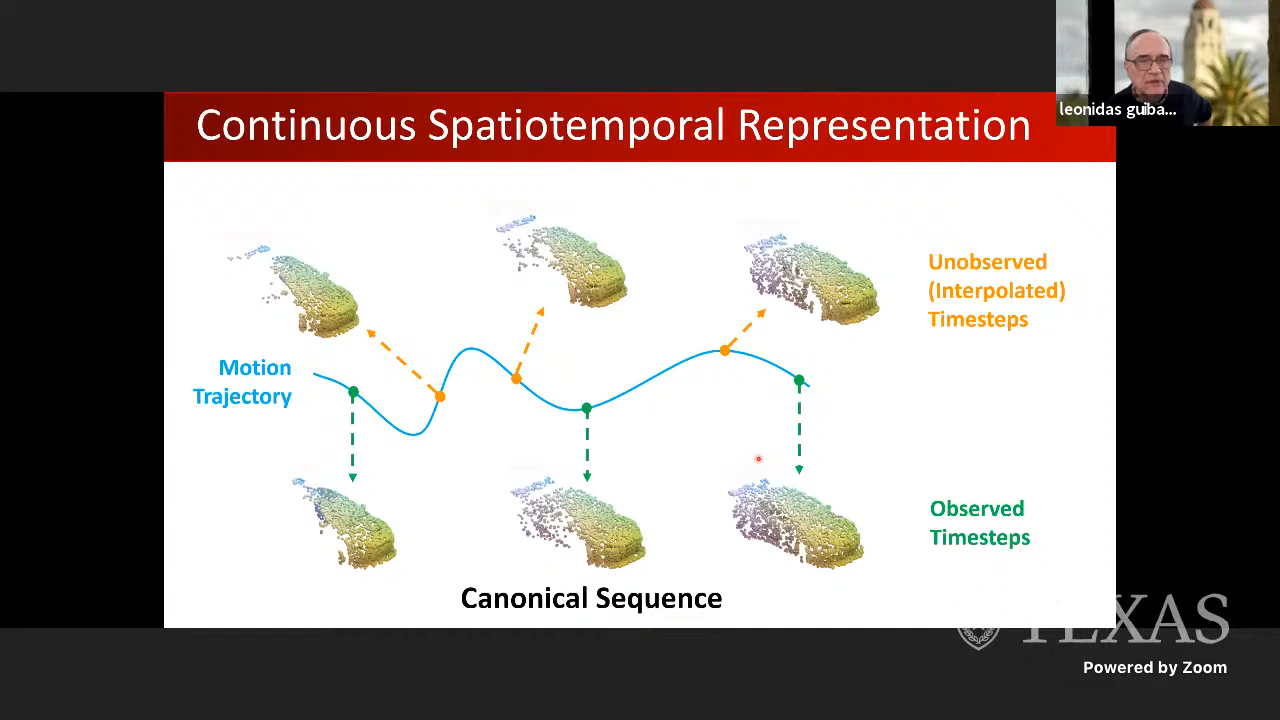 leonidas guiba...
Continuous Spatiotemporal Representation
Unobserved
(Interpolated)
Timesteps
Motion
Trajectory
Observed
Timesteps
Canonical Sequence
TEXAS
Powered by Zoom